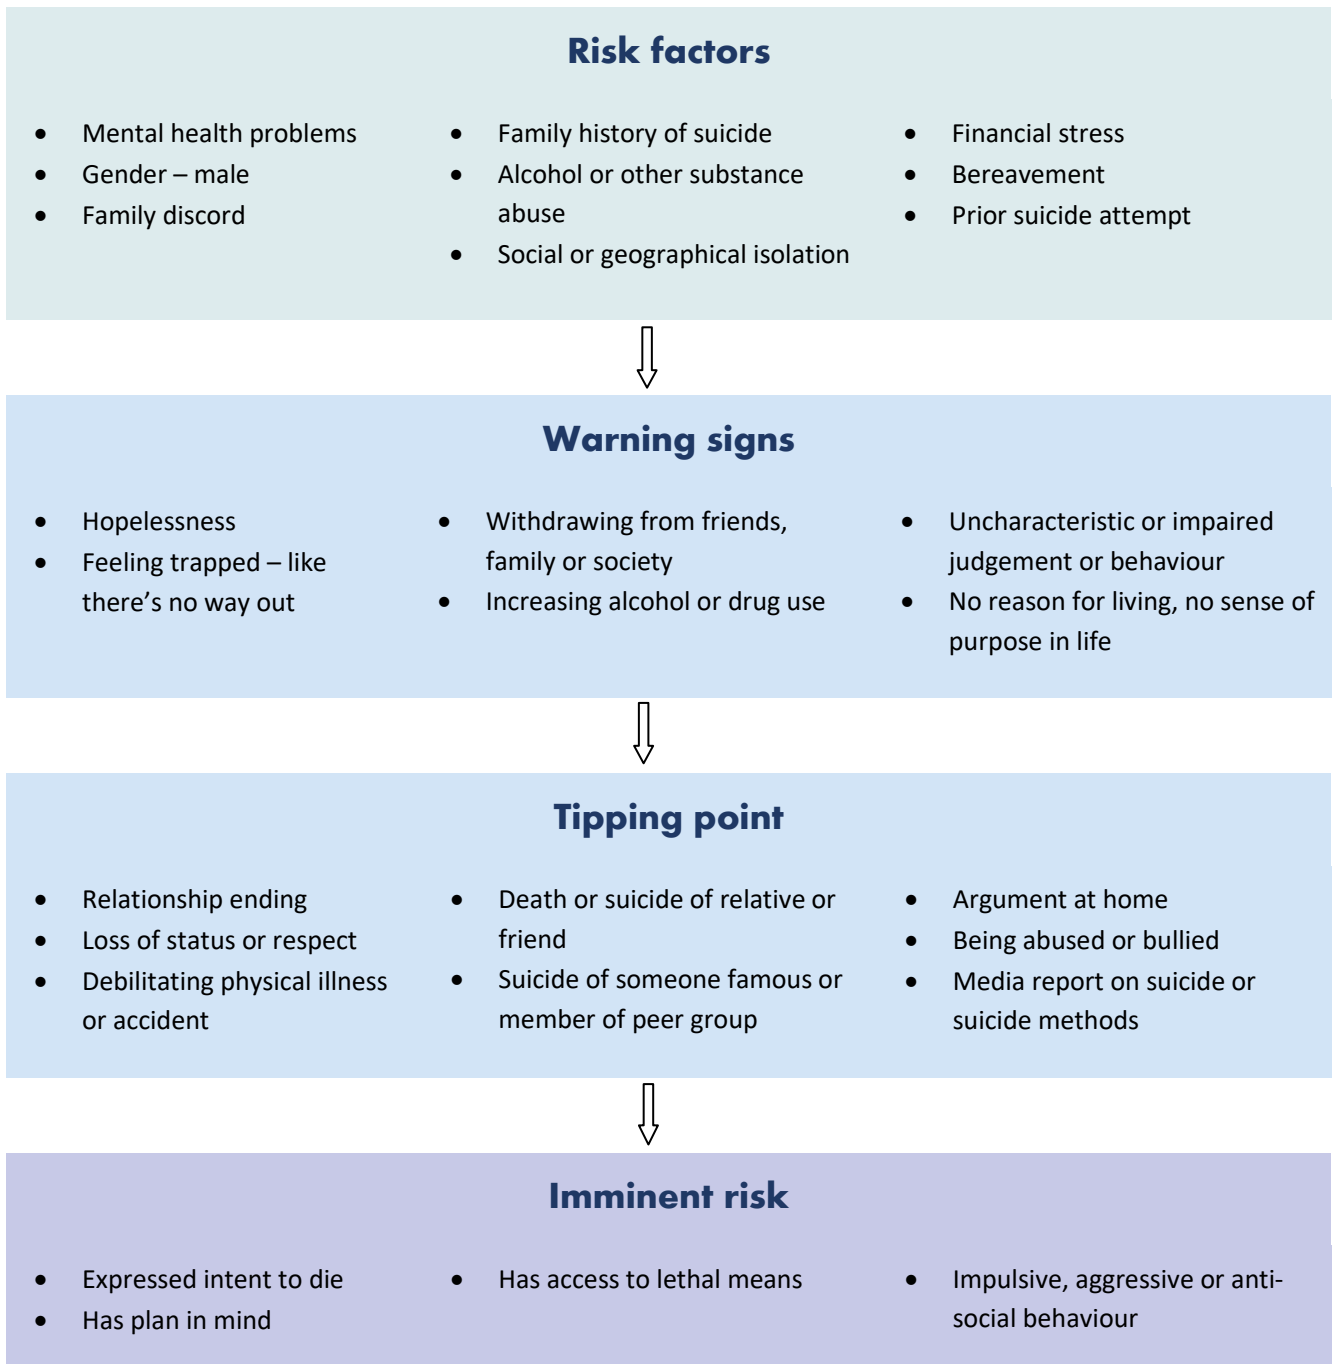 Risk factors
• Mental health problems
• Gender – male
• Family discord
• Family history of suicide
• Alcohol or other substance
abuse
• Social or geographical isolation
• Financial stress
• Bereavement
• Prior suicide attempt
Warning signs
• Hopelessness
• Feeling trapped – like
there’s no way out
• Withdrawing from friends,
family or society
• Increasing alcohol or drug use
• Uncharacteristic or impaired
judgement or behaviour
• No reason for living, no sense of
purpose in life
Tipping point
• Relationship ending
• Loss of status or respect
• Debilitating physical illness
or accident
• Death or suicide of relative or
friend
• Suicide of someone famous or
member of peer group
• Argument at home
• Being abused or bullied
• Media report on suicide or
suicide methods
Imminent risk
• Expressed intent to die
• Has plan in mind
• Has access to lethal means
• Impulsive, aggressive or anti-
social behaviour